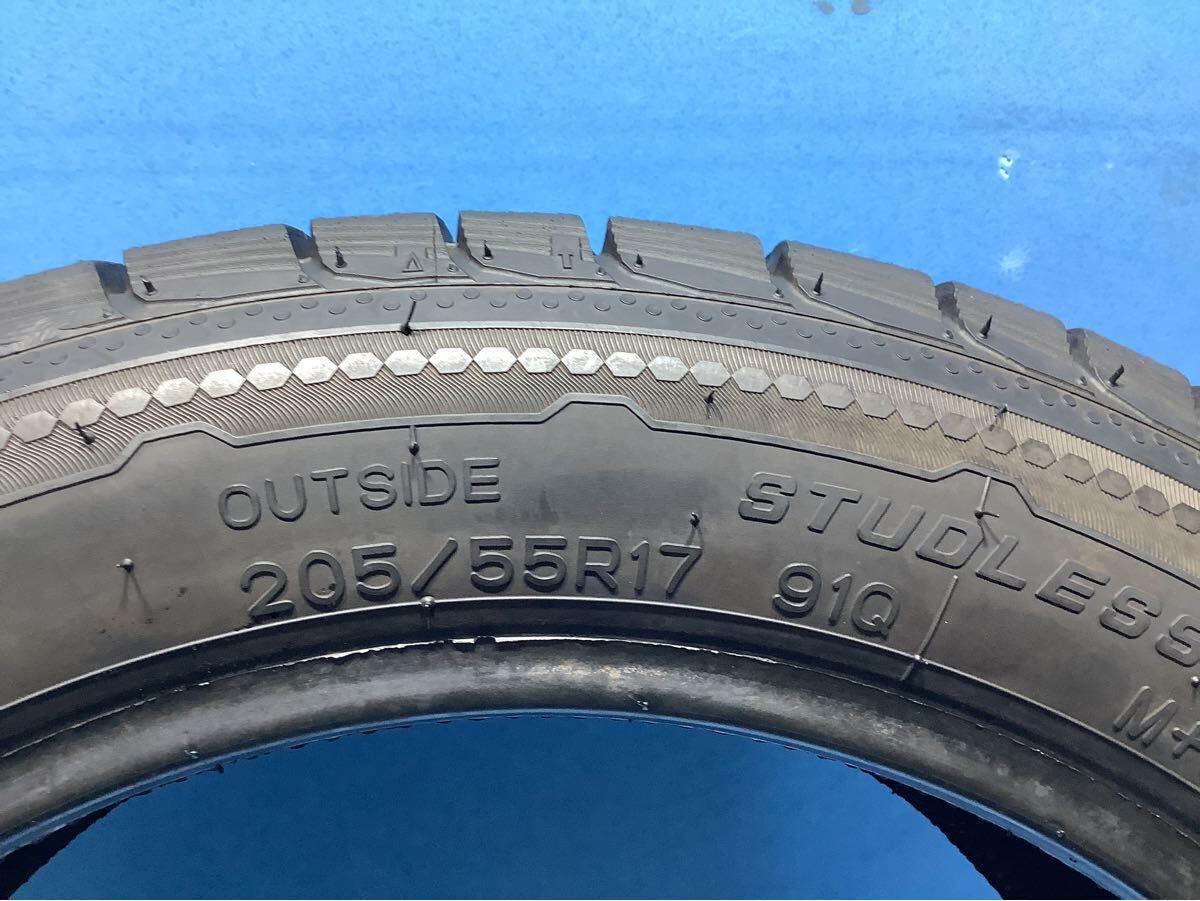 OUTSIDE
STUDLESS
205/55R17 91Q
M+